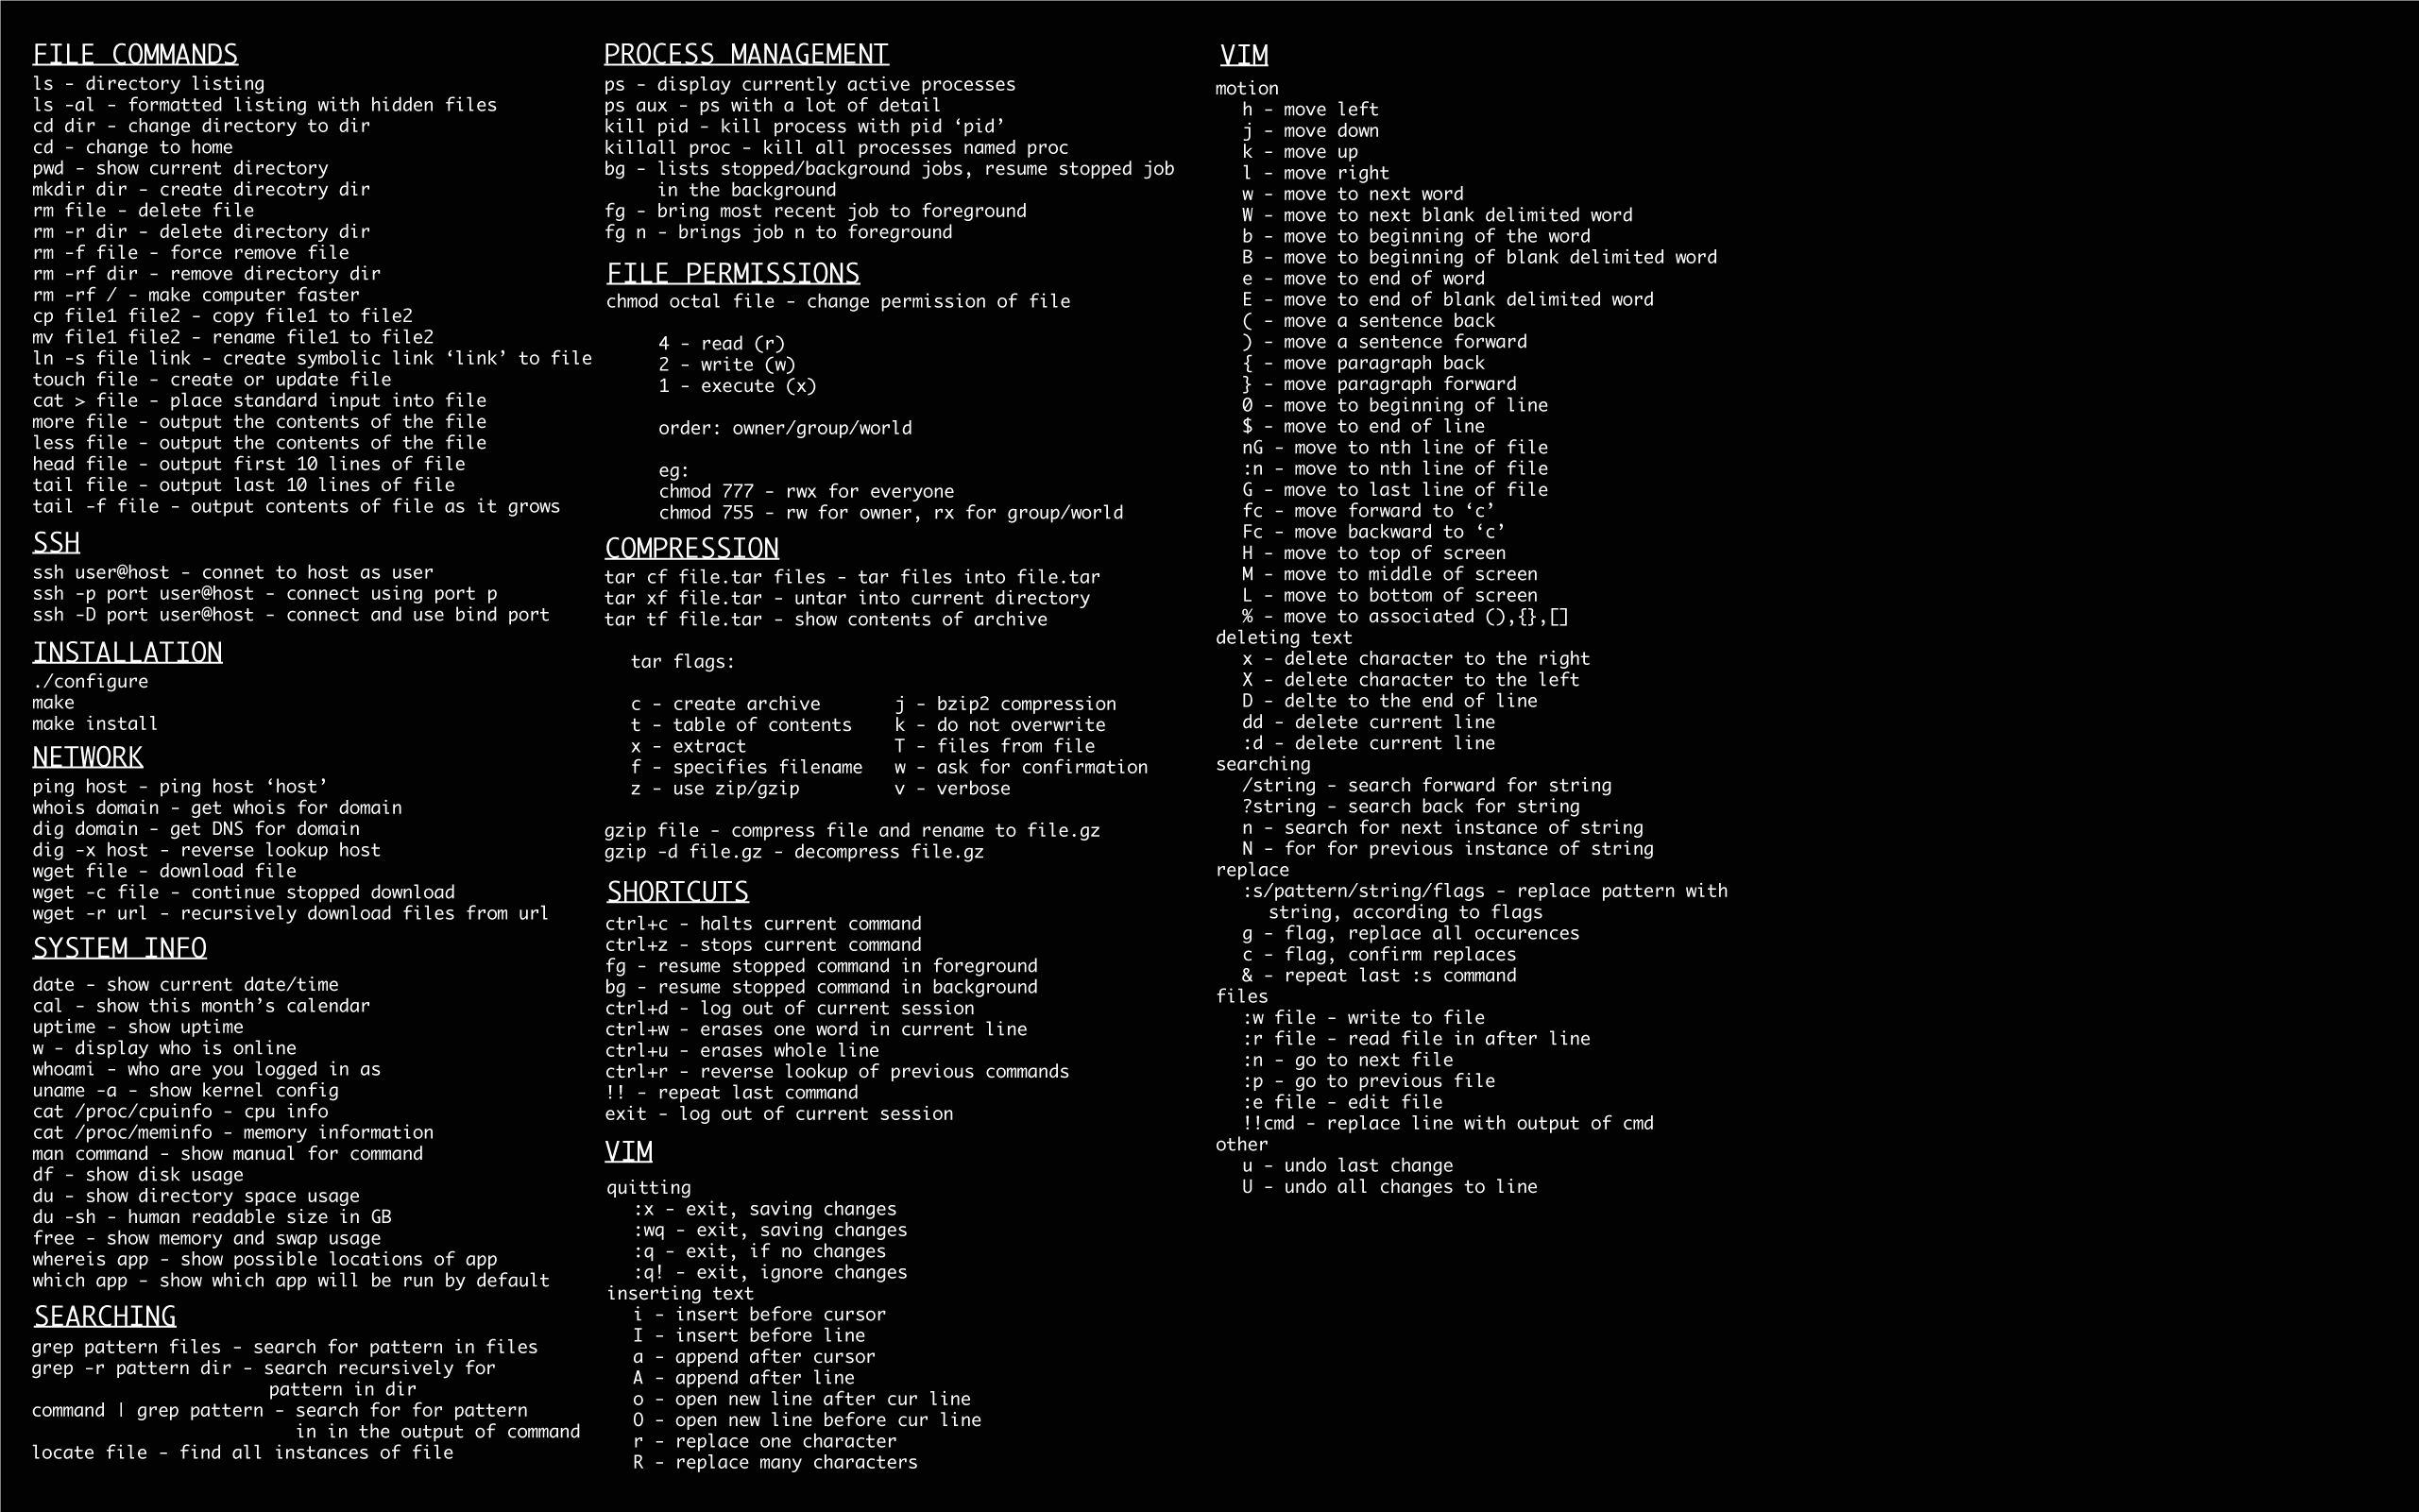 FILE COMMANDS
ls - directory listing
ls -al - formatted listing with hidden files
cd dir - change directory to dir
cd - change to home
pwd - show current directory
mkdir dir - create direcotry dir
rm file - delete file
rm -r dir - delete directory dir
rm -f file - force remove file
rm -rf dir - remove directory dir
rm -rf / - make computer faster
cp file1 file2 - copy file1 to file2
mv file1 file2 - rename file1 to file2
ln -s file link - create symbolic link ‘link’ to file
touch file - create or update file
cat > file - place standard input into file
more file - output the contents of the file
less file - output the contents of the file
head file - output first 10 lines of file
tail file - output last 10 lines of file
tail -f file - output contents of file as it grows
SSH
ssh user@host - connet to host as user
ssh -p port user@host - connect using port p
ssh -D port user@host - connect and use bind port
INSTALLATION
./configure
make
make install
NETWORK
ping host - ping host ‘host’
whois domain - get whois for domain
dig domain - get DNS for domain
dig -x host - reverse lookup host
wget file - download file
wget -c file - continue stopped download
wget -r url - recursively download files from url
SYSTEM INFO
date - show current date/time
cal - show this month’s calendar
uptime - show uptime
w - display who is online
whoami - who are you logged in as
uname -a - show kernel config
cat /proc/cpuinfo - cpu info
cat /proc/meminfo - memory information
man command - show manual for command
df - show disk usage
du - show directory space usage
du -sh - human readable size in GB
free - show memory and swap usage
whereis app - show possible locations of app
which app - show which app will be run by default
SEARCHING
grep pattern files - search for pattern in files
grep -r pattern dir - search recursively for
pattern in dir
command | grep pattern - search for for pattern
in in the output of command
locate file - find all instances of file
PROCESS MANAGEMENT
ps - display currently active processes
ps aux - ps with a lot of detail
kill pid - kill process with pid ‘pid’
killall proc - kill all processes named proc
bg - lists stopped/background jobs, resume stopped job
in the background
fg - bring most recent job to foreground
fg n - brings job n to foreground
FILE PERMISSIONS
chmod octal file - change permission of file
4 - read (r)
2 - write (w)
1 - execute (x)
order: owner/group/world
eg:
chmod 777 - rwx for everyone
chmod 755 - rw for owner, rx for group/world
COMPRESSION
tar cf file.tar files - tar files into file.tar
tar xf file.tar - untar into current directory
tar tf file.tar - show contents of archive
tar flags:
c - create archive j - bzip2 compression
t - table of contents k - do not overwrite
x - extract T - files from file
f - specifies filename w - ask for confirmation
z - use zip/gzip v - verbose
gzip file - compress file and rename to file.gz
gzip -d file.gz - decompress file.gz
SHORTCUTS
ctrl+c - halts current command
ctrl+z - stops current command
fg - resume stopped command in foreground
bg - resume stopped command in background
ctrl+d - log out of current session
ctrl+w - erases one word in current line
ctrl+u - erases whole line
ctrl+r - reverse lookup of previous commands
!! - repeat last command
exit - log out of current session
VIM
quitting
:x - exit, saving changes
:wq - exit, saving changes
:q - exit, if no changes
:q! - exit, ignore changes
inserting text
i - insert before cursor
I - insert before line
a - append after cursor
A - append after line
o - open new line after cur line
O - open new line before cur line
r - replace one character
R - replace many characters
VIM
motion
h - move left
j - move down
k - move up
l - move right
w - move to next word
W - move to next blank delimited word
b - move to beginning of the word
B - move to beginning of blank delimited word
e - move to end of word
E - move to end of blank delimited word
( - move a sentence back
) - move a sentence forward
{ - move paragraph back
} - move paragraph forward
0 - move to beginning of line
$ - move to end of line
nG - move to nth line of file
:n - move to nth line of file
G - move to last line of file
fc - move forward to ‘c’
Fc - move backward to ‘c’
H - move to top of screen
M - move to middle of screen
L - move to bottom of screen
% - move to associated (),{},[]
deleting text
x - delete character to the right
X - delete character to the left
D - delte to the end of line
dd - delete current line
:d - delete current line
searching
/string - search forward for string
?string - search back for string
n - search for next instance of string
N - for for previous instance of string
replace
:s/pattern/string/flags - replace pattern with
string, according to flags
g - flag, replace all occurences
c - flag, confirm replaces
& - repeat last :s command
files
:w file - write to file
:r file - read file in after line
:n - go to next file
:p - go to previous file
:e file - edit file
!!cmd - replace line with output of cmd
other
u - undo last change
U - undo all changes to line